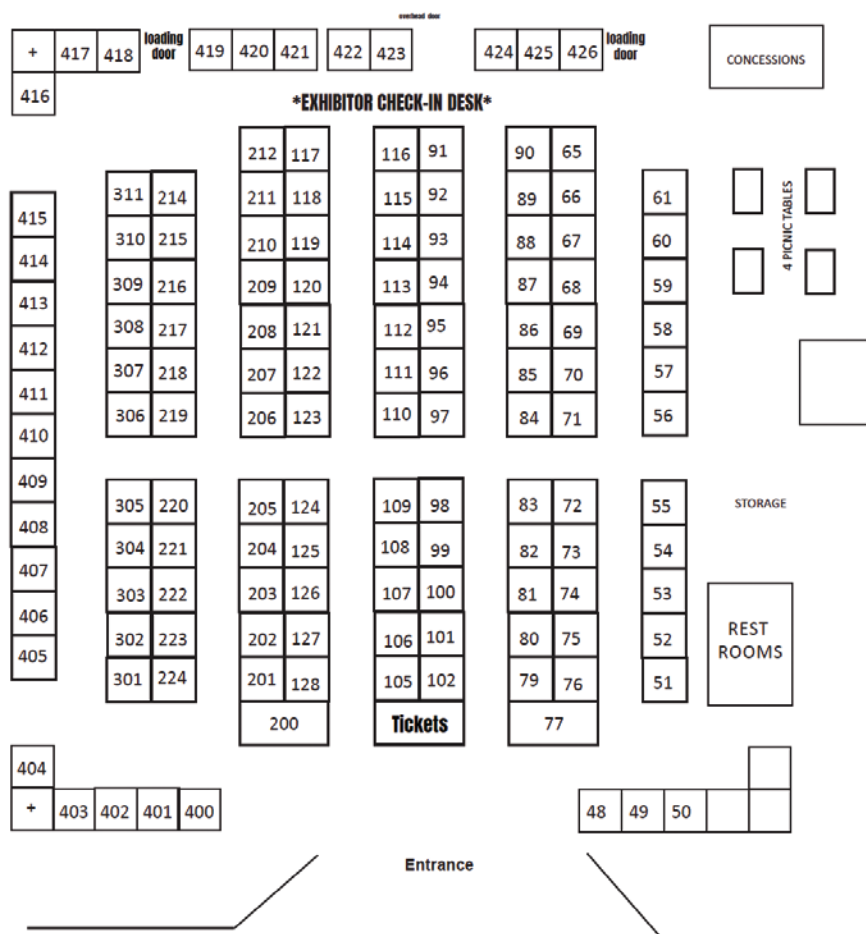 overhead door
+ 417 418 loading door 419 420 421 422 423 424 425 426 loading door
CONCESSIONS
416
*EXHIBITOR CHECK-IN DESK*
212 117 116 91 90 65
311 214 211 118 115 92 89 66 61
415
310 215 210 119 114 93 88 67 60
4 PICNIC TABLES
414
309 216 209 120 113 94 87 68 59
413
308 217 208 121 112 95 86 69 58
412
307 218 207 122 111 96 85 70 57
411
306 219 206 123 110 97 84 71 56
410
409
305 220 205 124 109 98 83 72 55
STORAGE
408
304 221 204 125 108 99 82 73 54
407
303 222 203 126 107 100 81 74 53
406
302 223 202 127 106 101 80 75 52
REST
ROOMS
405
301 224 201 128 105 102 79 76 51
200 Tickets 77
404
+ 403 402 401 400 48 49 50
Entrance